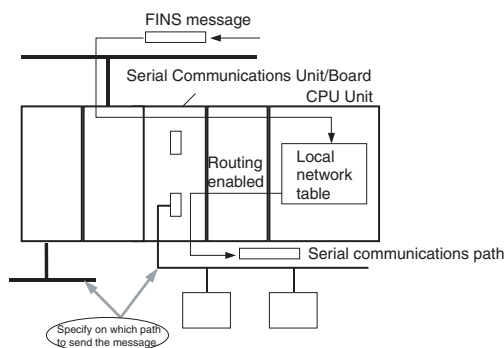 FINS message
Serial Communications Unit/Board
CPU Unit
Routing
enabled
Local
network
table
Serial communications path
Specify on which path
to send the message